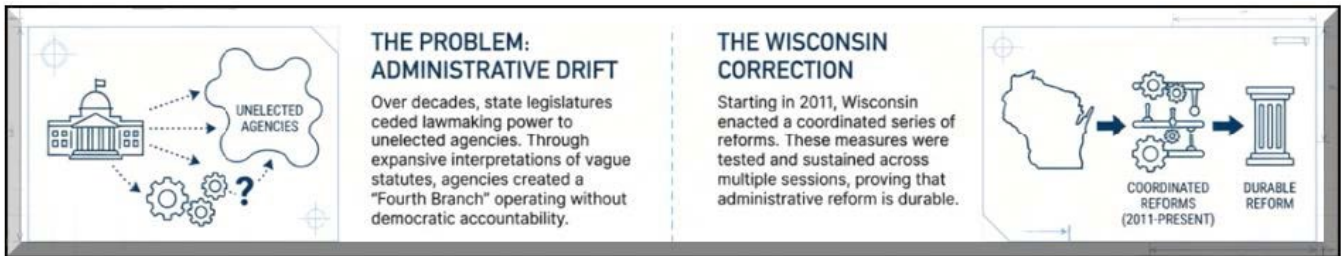 UNELECTED
AGENCIES
?
THE PROBLEM:
ADMINISTRATIVE DRIFT
Over decades, state legislatures
ceded lawmaking power to
unelected agencies. Through
expansive interpretations of vague
statutes, agencies created a
"Fourth Branch" operating without
democratic accountability.
THE WISCONSIN
CORRECTION
Starting in 2011, Wisconsin
enacted a coordinated series of
reforms. These measures were
tested and sustained across
multiple sessions, proving that
administrative reform is durable.
COORDINATED
REFORMS
(2011-PRESENT)
DURABLE
REFORM